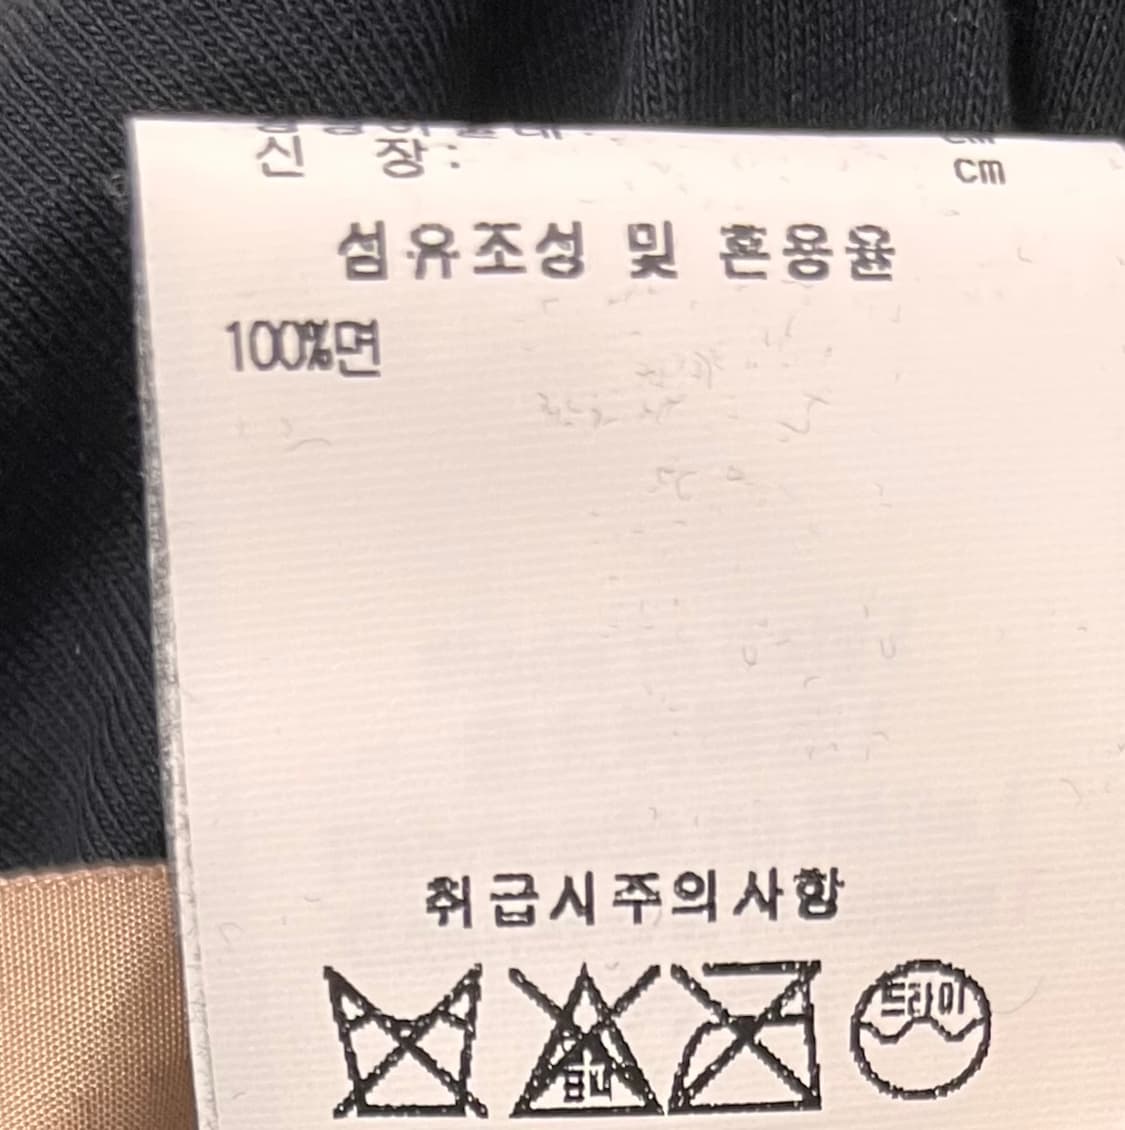 신 장: cm
섬유조성 및 혼용율
100%면
취급시주의사항
드라이